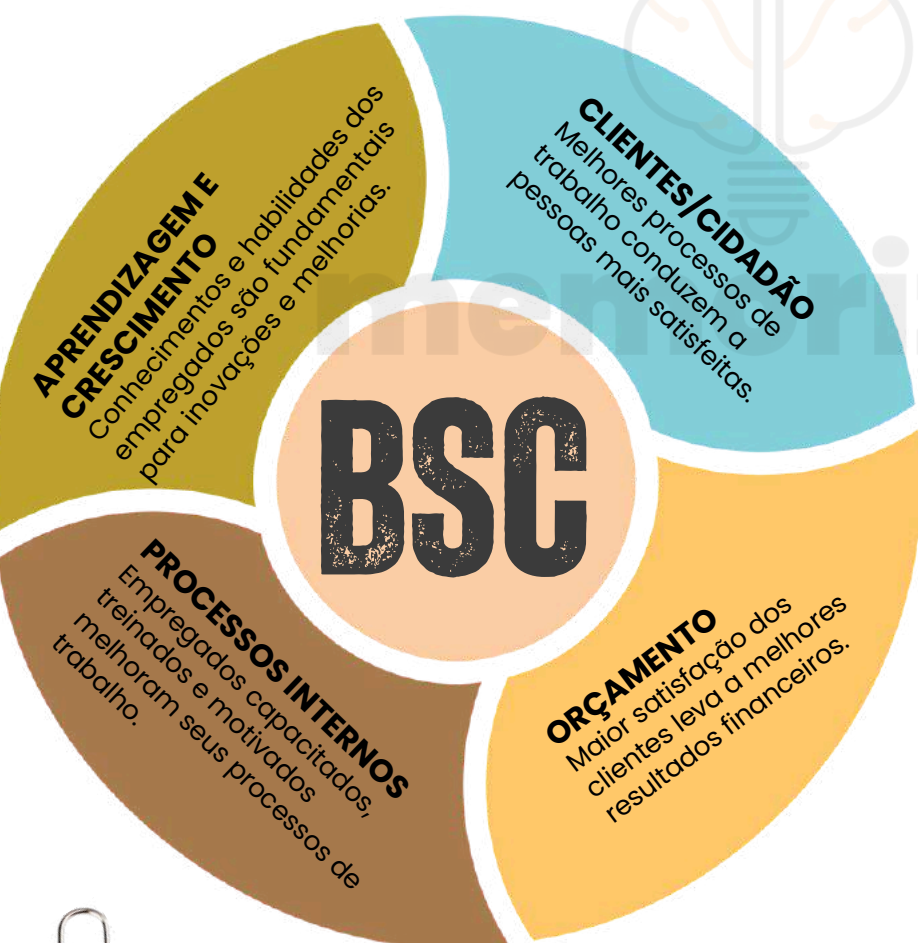 APRENDIZAGEM E
CRESCIMENTO
Conhecimentos e habilidades dos
empregados são fundamentais
para inovações e melhorias.
CLIENTES/CIDADÃO
Melhores processos de
trabalho conduzem a
pessoas mais satisfeitas.
BSC
PROCESSOS INTERNOS
Empregados capacitados,
treinados e motivados
melhoram seus processos de
trabalho.
ORÇAMENTO
Maior satisfação dos
clientes leva a melhores
resultados financeiros.